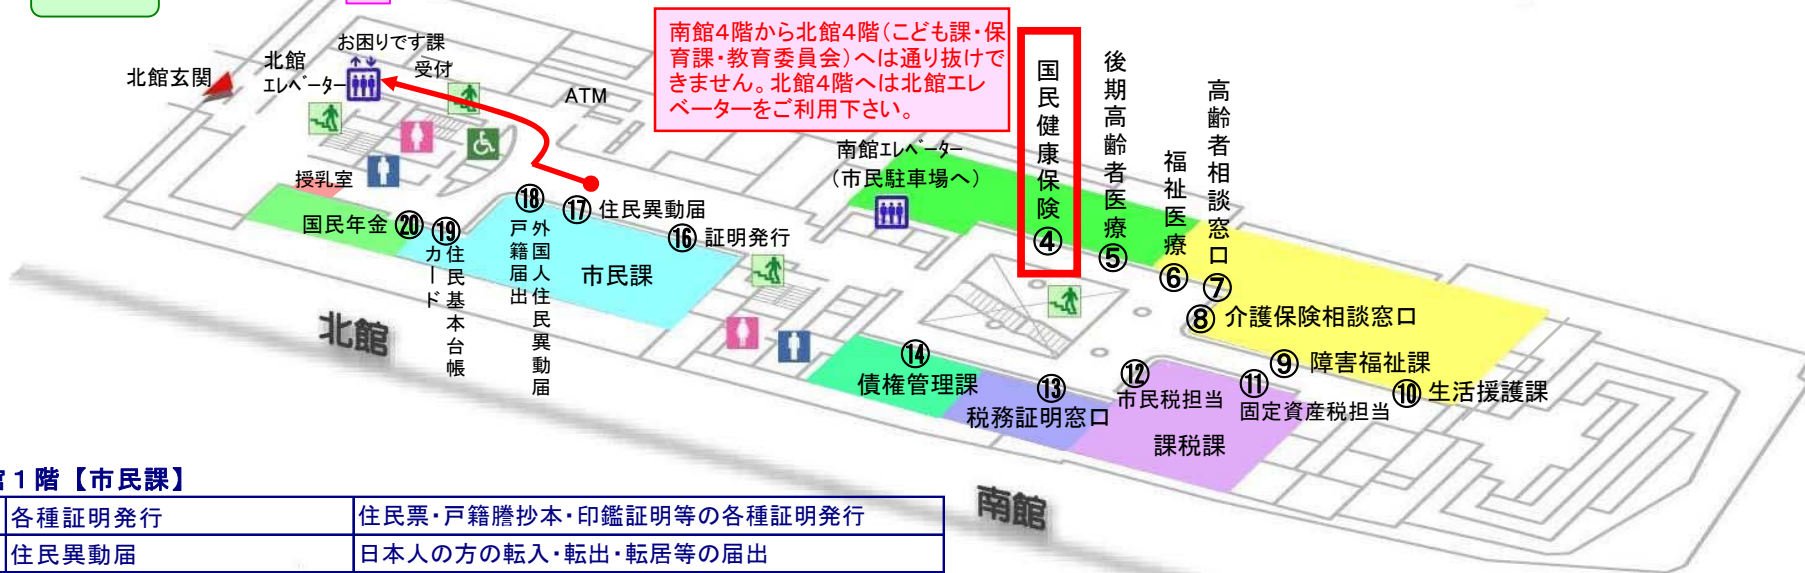 南館4階から北館4階(こども課・保
育課・教育委員会)へは通り抜けで
きません。北館4階へは北館エレ
ベーターをご利用下さい。
お困りです課
受付
北館
エレベーター
北館玄関
ATM
国民健康保険④
後期高齢者医療⑤
福祉医療⑥
高齢者相談窓口⑦
南館エレベーター
(市民駐車場へ)
授乳室
国民年金⑳
⑲住民基本台帳
カード
⑱外国人住民異動届
戸籍届出
⑰住民異動届
⑯証明発行
市民課
⑧介護保険相談窓口
⑨障害福祉課
⑩生活援護課
⑭
債権管理課
⑬
税務証明窓口
⑫
市民税担当
⑪
固定資産税担当
課税課
北館
南館
1階【市民課】
各種証明発行 住民票・戸籍謄抄本・印鑑証明等の各種証明発行
住民異動届 日本人の方の転入・転出・転居等の届出